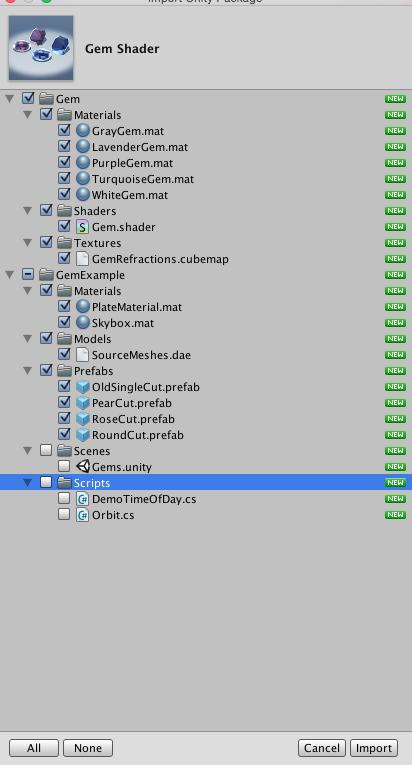 Import Unity Package
Gem Shader
Gem NEW
Materials NEW
GrayGem.mat NEW
LavenderGem.mat NEW
PurpleGem.mat NEW
TurquoiseGem.mat NEW
WhiteGem.mat NEW
Shaders NEW
S Gem.shader NEW
Textures NEW
GemRefractions.cubemap NEW
GemExample NEW
Materials NEW
PlateMaterial.mat NEW
Skybox.mat NEW
Models NEW
SourceMeshes.dae NEW
Prefabs NEW
OldSingleCut.prefab NEW
PearCut.prefab NEW
RoseCut.prefab NEW
RoundCut.prefab NEW
Scenes NEW
Gems.unity NEW
Scripts NEW
C# DemoTimeOfDay.cs NEW
C# Orbit.cs NEW
All None Cancel Import